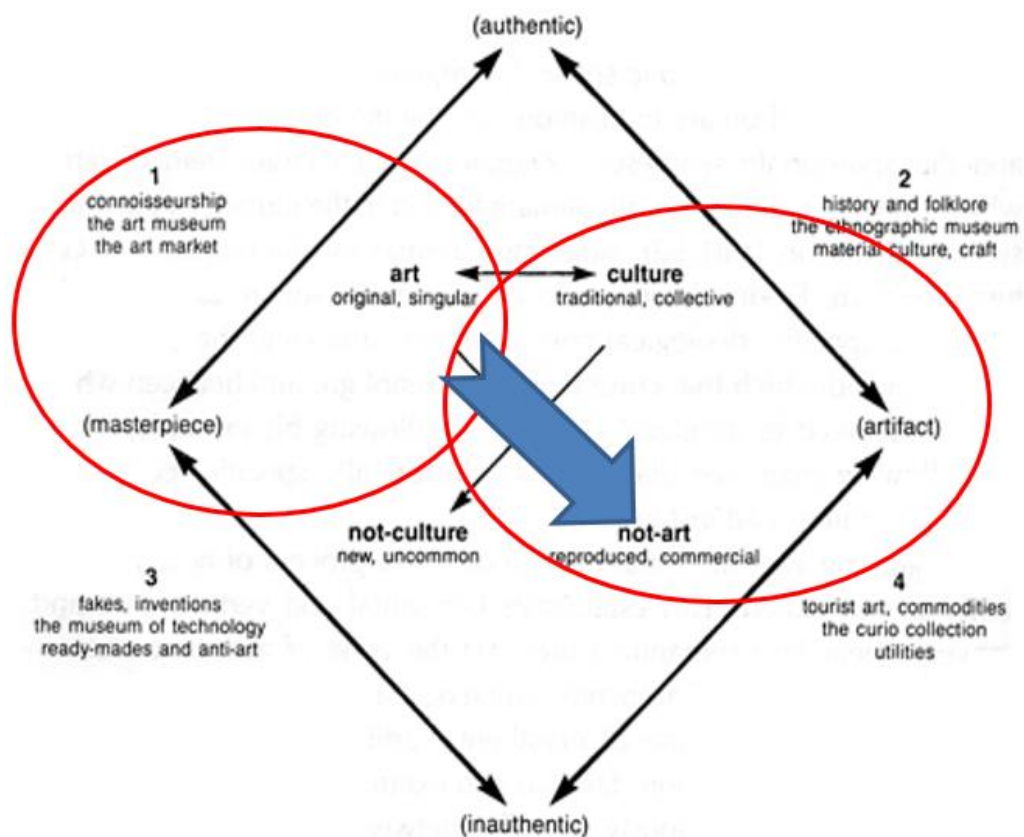 (authentic)
1
connoisseurship
the art museum
the art market
2
history and folklore
the ethnographic museum
material culture, craft
art
original, singular
culture
traditional, collective
(masterpiece)
(artifact)
not-culture
new, uncommon
not-art
reproduced, commercial
3
fakes, inventions
the museum of technology
ready-mades and anti-art
4
tourist art, commodities
the curio collection
utilities
(inauthentic)